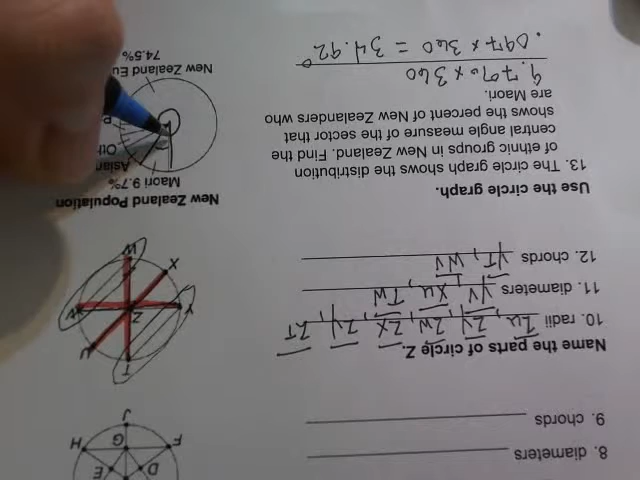 8. diameters
9. chords
J
H
G
F
E
D
Name the parts of circle Z.
10. radii ZU, ZV, ZW, ZX, ZY, ZT
11. diameters YV, XU, TW
12. chords YT, WV
T
U
Y
Z
X
W
Use the circle graph.
13. The circle graph shows the distribution
of ethnic groups in New Zealand. Find the
central angle measure of the sector that
shows the percent of New Zealanders who
are Maori.
9.7% x 360
.097 x 360 = 34.92°
New Zealand Population
Maori 9.7%
Asian
New Zealand Eu
74.5%